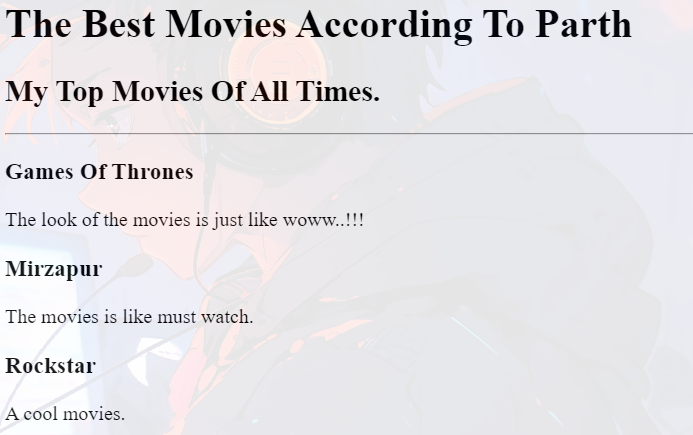 The Best Movies According To Parth
My Top Movies Of All Times.
Games Of Thrones
The look of the movies is just like woww..!!!
Mirzapur
The movies is like must watch.
Rockstar
A cool movies.